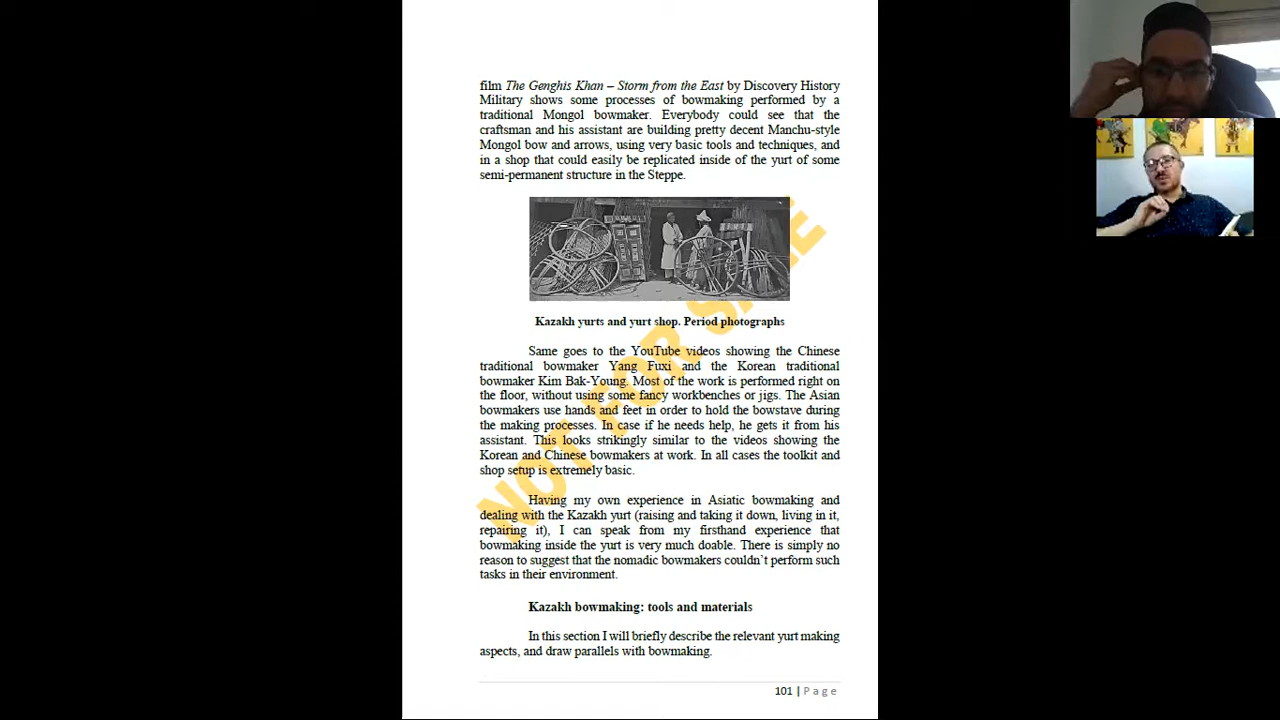 film The Genghis Khan – Storm from the East by Discovery History
Military shows some processes of bowmaking performed by a
traditional Mongol bowmaker. Everybody could see that the
craftsman and his assistant are building pretty decent Manchu-style
Mongol bow and arrows, using very basic tools and techniques, and
in a shop that could easily be replicated inside of the yurt of some
semi-permanent structure in the Steppe.
Kazakh yurts and yurt shop. Period photographs
Same goes to the YouTube videos showing the Chinese
traditional bowmaker Yang Fuxi and the Korean traditional
bowmaker Kim Bak-Young. Most of the work is performed right on
the floor, without using some fancy workbenches or jigs. The Asian
bowmakers use hands and feet in order to hold the bowstave during
the making processes. In case if he needs help, he gets it from his
assistant. This looks strikingly similar to the videos showing the
Korean and Chinese bowmakers at work. In all cases the toolkit and
shop setup is extremely basic.
Having my own experience in Asiatic bowmaking and
dealing with the Kazakh yurt (raising and taking it down, living in it,
repairing it), I can speak from my firsthand experience that
bowmaking inside the yurt is very much doable. There is simply no
reason to suggest that the nomadic bowmakers couldn't perform such
tasks in their environment.
Kazakh bowmaking: tools and materials
In this section I will briefly describe the relevant yurt making
aspects, and draw parallels with bowmaking.
101 | Page
NOT FOR SALE